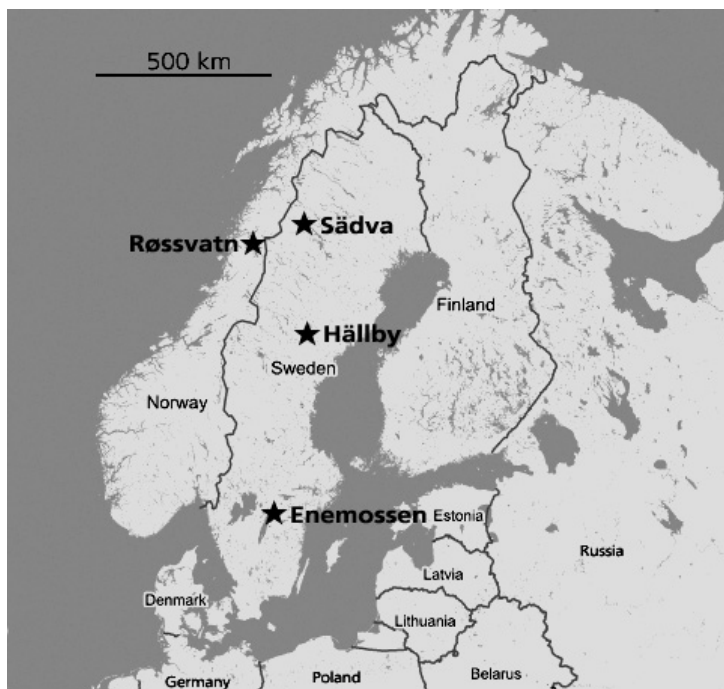 500 km
Sädva
Røssvatn
Finland
Hällby
Sweden
Norway
Enemossen
Estonia
Russia
Latvia
Denmark
Lithuania
Belarus
Poland
Germany